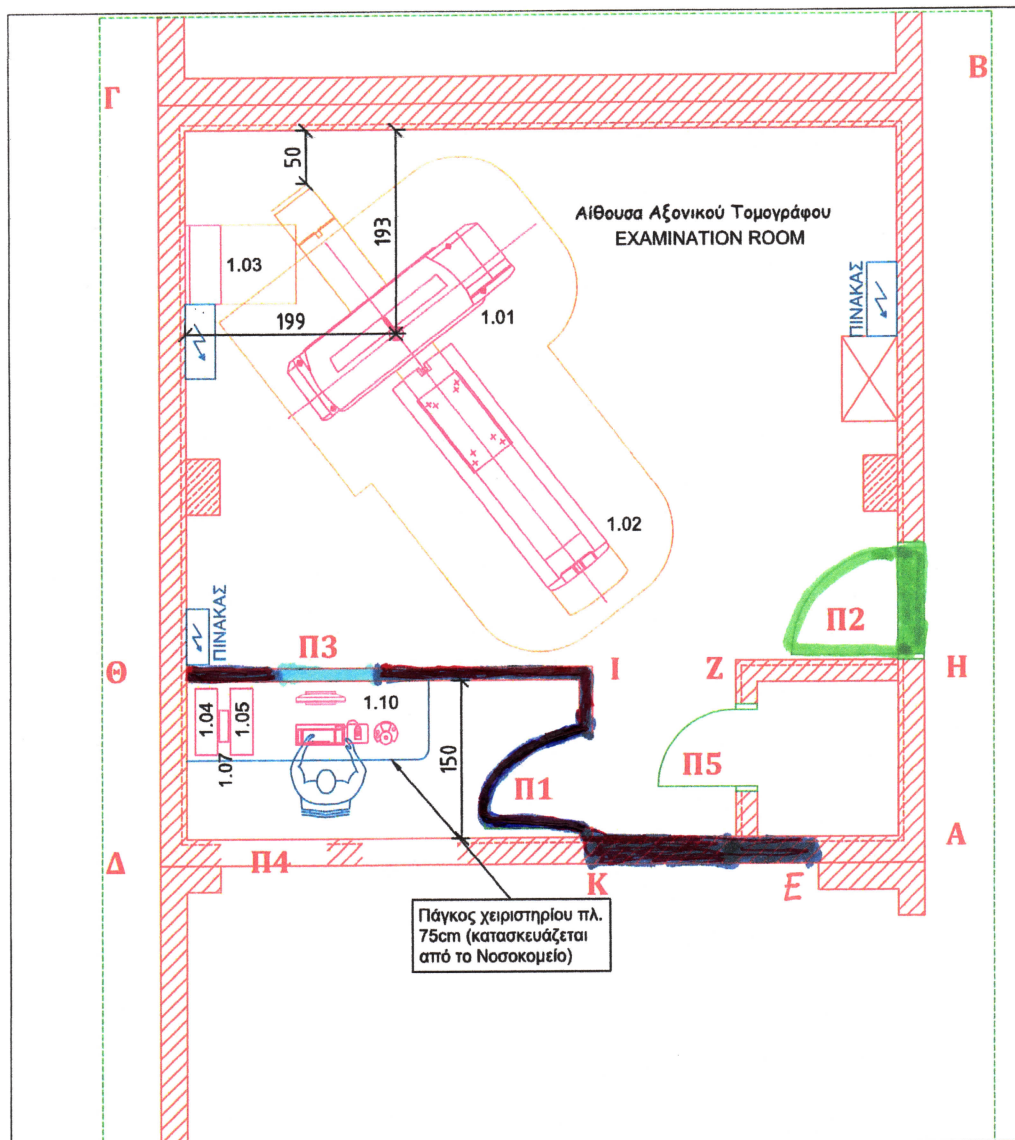 Γ
Β
50
193
Αίθουσα Αξονικού Τομογράφου
EXAMINATION ROOM
1.03
1.01
199
ΠΙΝΑΚΑΣ
1.02
ΠΙΝΑΚΑΣ
Π2
Θ
Π3
Ι
Ζ
Η
1.04
1.05
1.10
1.07
150
Π1
Π5
Δ
Π4
Κ
Ε
Α
Πάγκος χειριστηρίου πλ.
75cm (κατασκευάζεται
από το Νοσοκομείο)